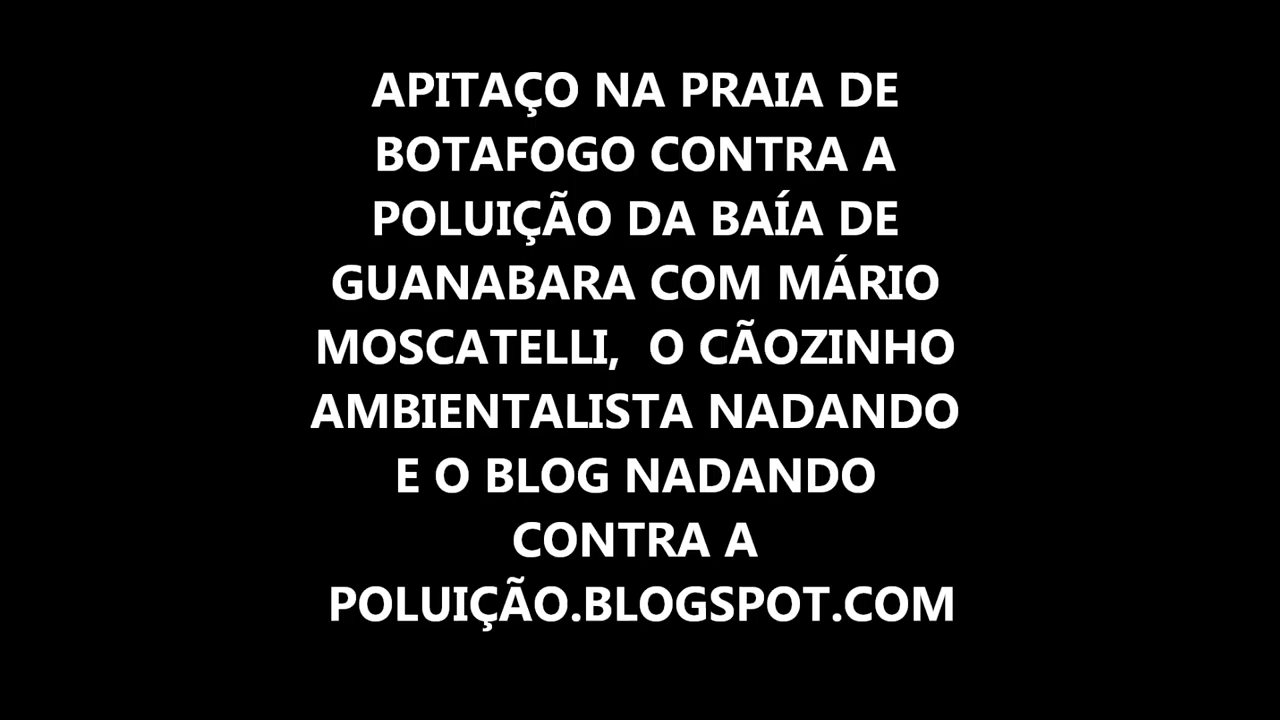 APITAÇO NA PRAIA DE
BOTAFOGO CONTRA A
POLUIÇÃO DA BAÍA DE
GUANABARA COM MÁRIO
MOSCATELLI,  O CÃOZINHO
AMBIENTALISTA NADANDO
E O BLOG NADANDO
CONTRA A
POLUIÇÃO.BLOGSPOT.COM